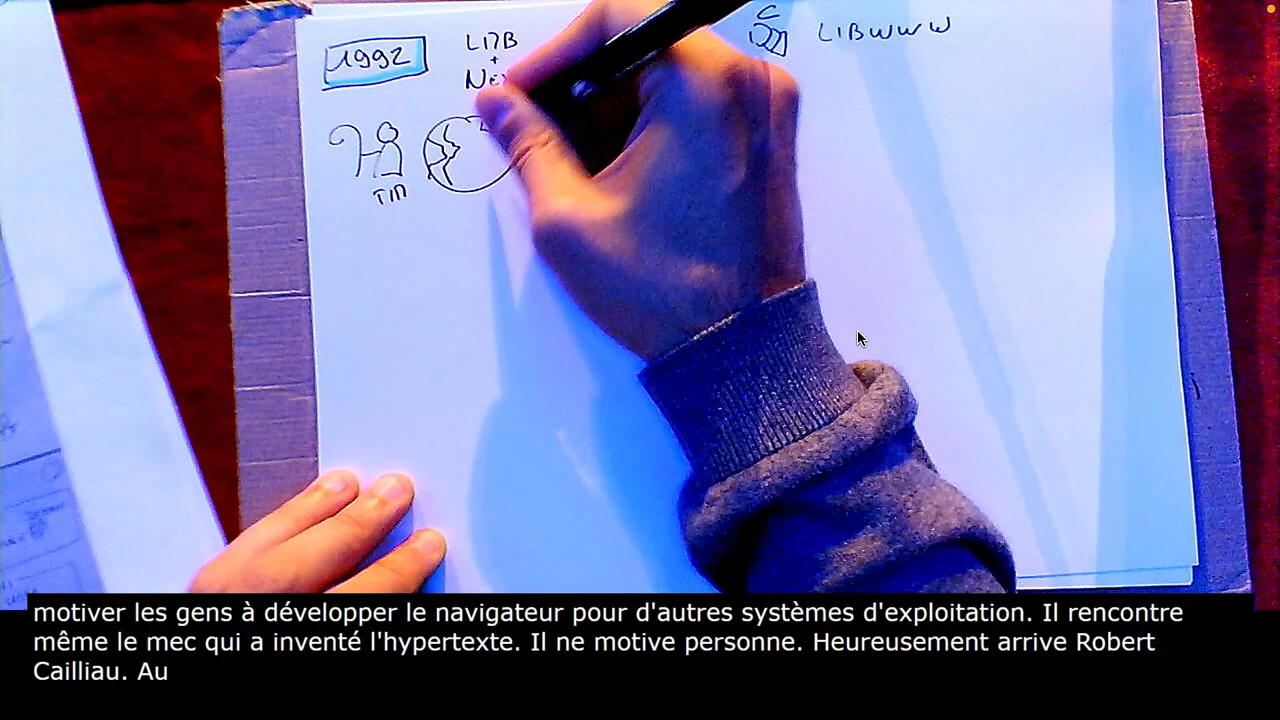 1992
LMB
+
C
LIBWWW
TIM
motiver les gens à développer le navigateur pour d'autres systèmes d'exploitation. Il rencontre
même le mec qui a inventé l'hypertexte. Il ne motive personne. Heureusement arrive Robert
Cailliau. Au